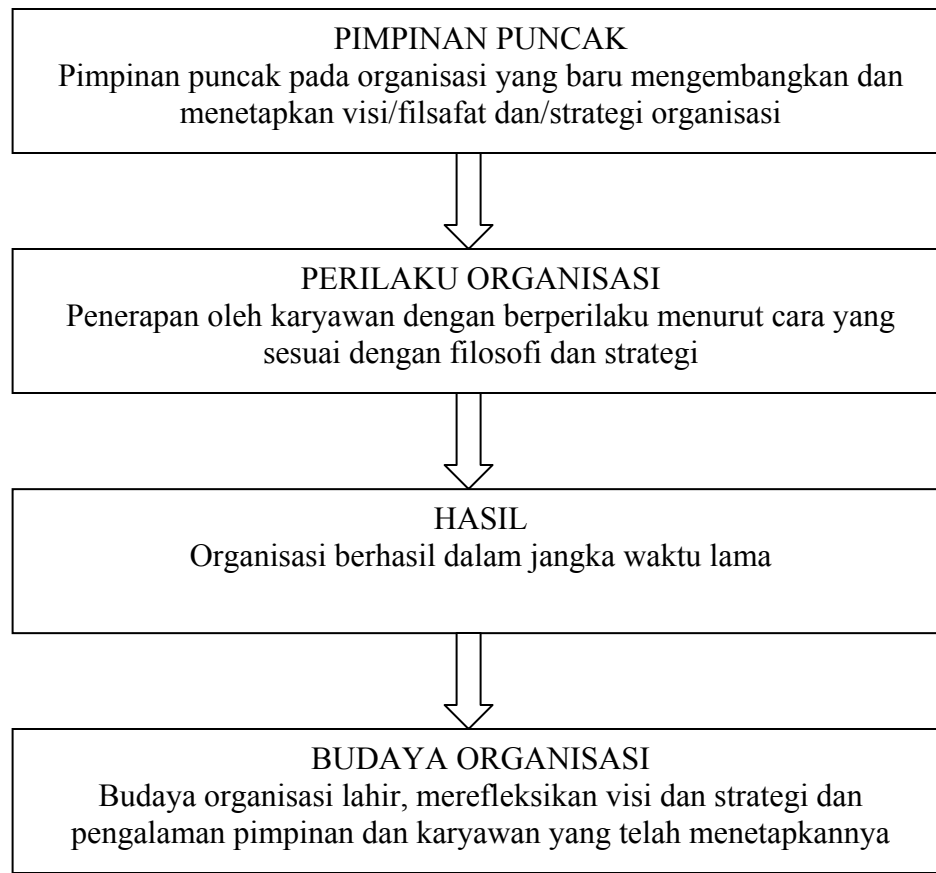 PIMPINAN PUNCAK
Pimpinan puncak pada organisasi yang baru mengembangkan dan
menetapkan visi/filsafat dan/strategi organisasi
PERILAKU ORGANISASI
Penerapan oleh karyawan dengan berperilaku menurut cara yang
sesuai dengan filosofi dan strategi
HASIL
Organisasi berhasil dalam jangka waktu lama
BUDAYA ORGANISASI
Budaya organisasi lahir, merefleksikan visi dan strategi dan
pengalaman pimpinan dan karyawan yang telah menetapkannya